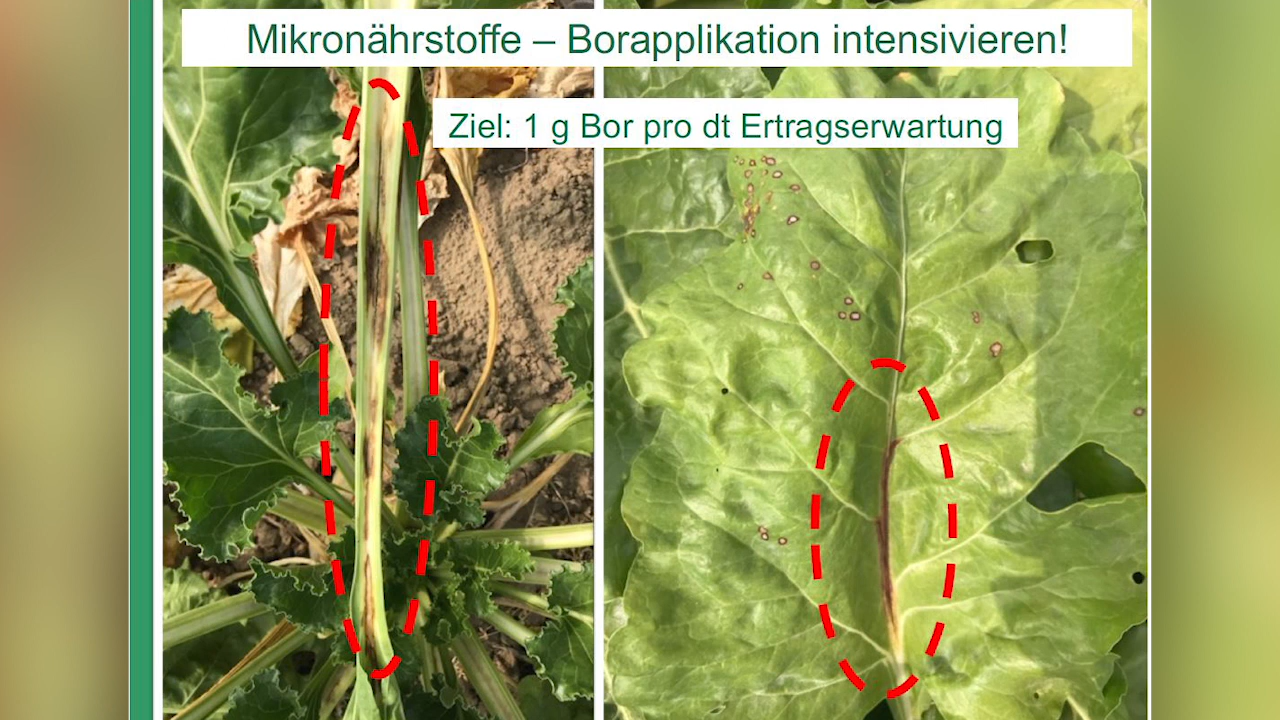 Mikronährstoffe – Borapplikation intensivieren!
Ziel: 1 g Bor pro dt Ertragserwartung